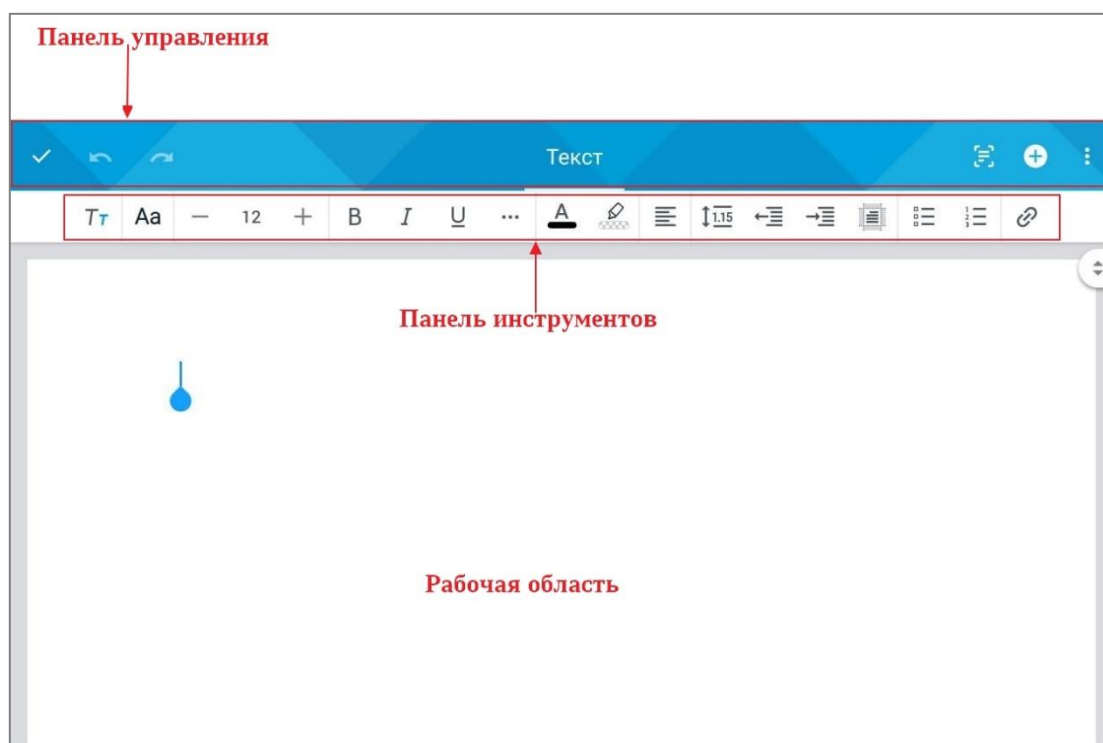 Панель управления
Текст
Tт Aa — 12 + B I U ... A 1.15
Панель инструментов
Рабочая область